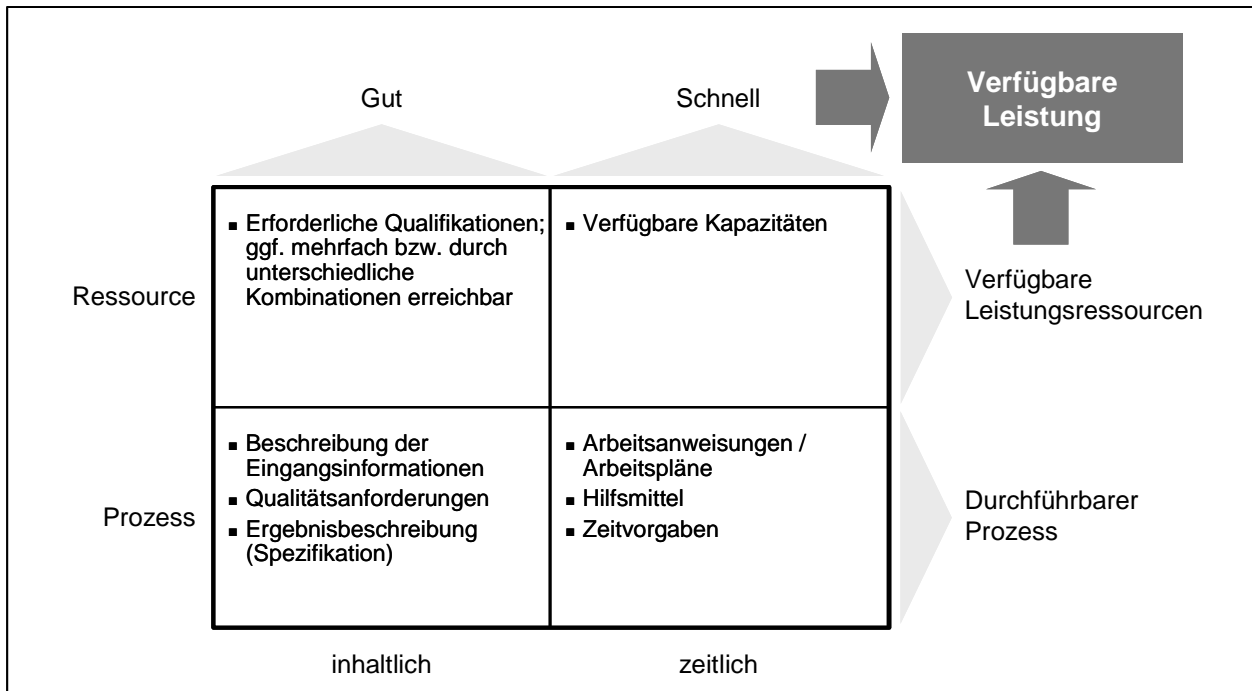 Gut
Schnell
Verfügbare
Leistung
Ressource
▪ Erforderliche Qualifikationen;
ggf. mehrfach bzw. durch
unterschiedliche
Kombinationen erreichbar
▪ Verfügbare Kapazitäten
Verfügbare
Leistungsressourcen
Prozess
▪ Beschreibung der
Eingangsinformationen
▪ Qualitätsanforderungen
▪ Ergebnisbeschreibung
(Spezifikation)
▪ Arbeitsanweisungen /
Arbeitspläne
▪ Hilfsmittel
▪ Zeitvorgaben
Durchführbarer
Prozess
inhaltlich
zeitlich